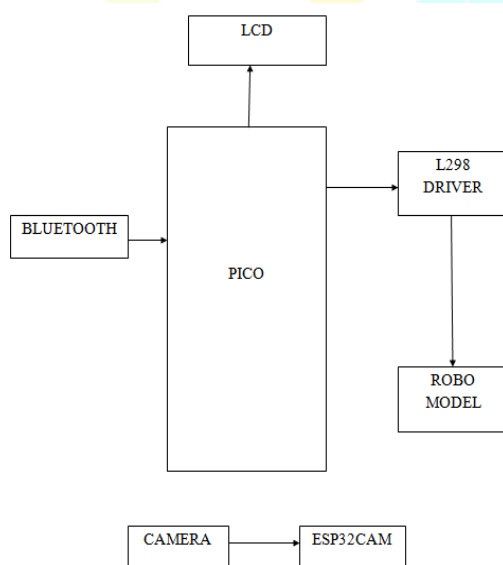 LCD
L298
DRIVER
BLUETOOTH
PICO
ROBO
MODEL
CAMERA
ESP32CAM